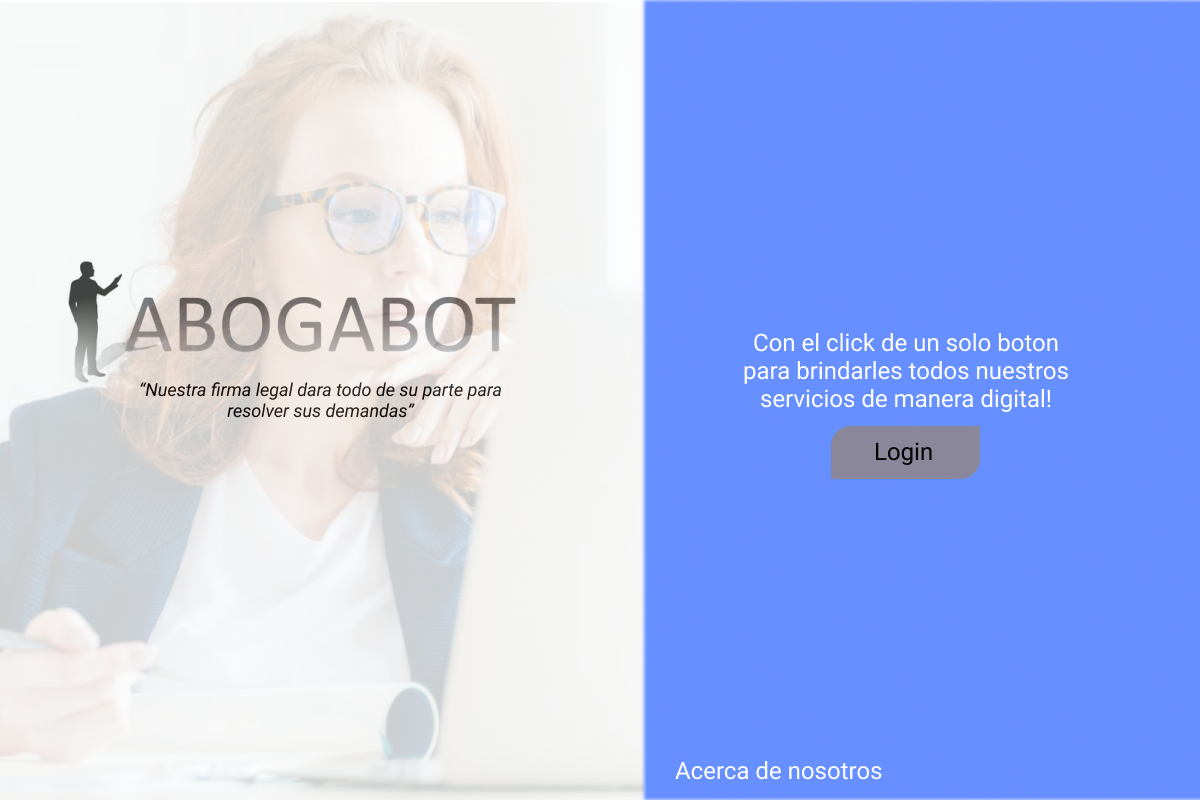 ABOGABOT
“Nuestra firma legal dara todo de su parte para
resolver sus demandas”
Con el click de un solo boton
para brindarles todos nuestros
servicios de manera digital!
Login
Acerca de nosotros